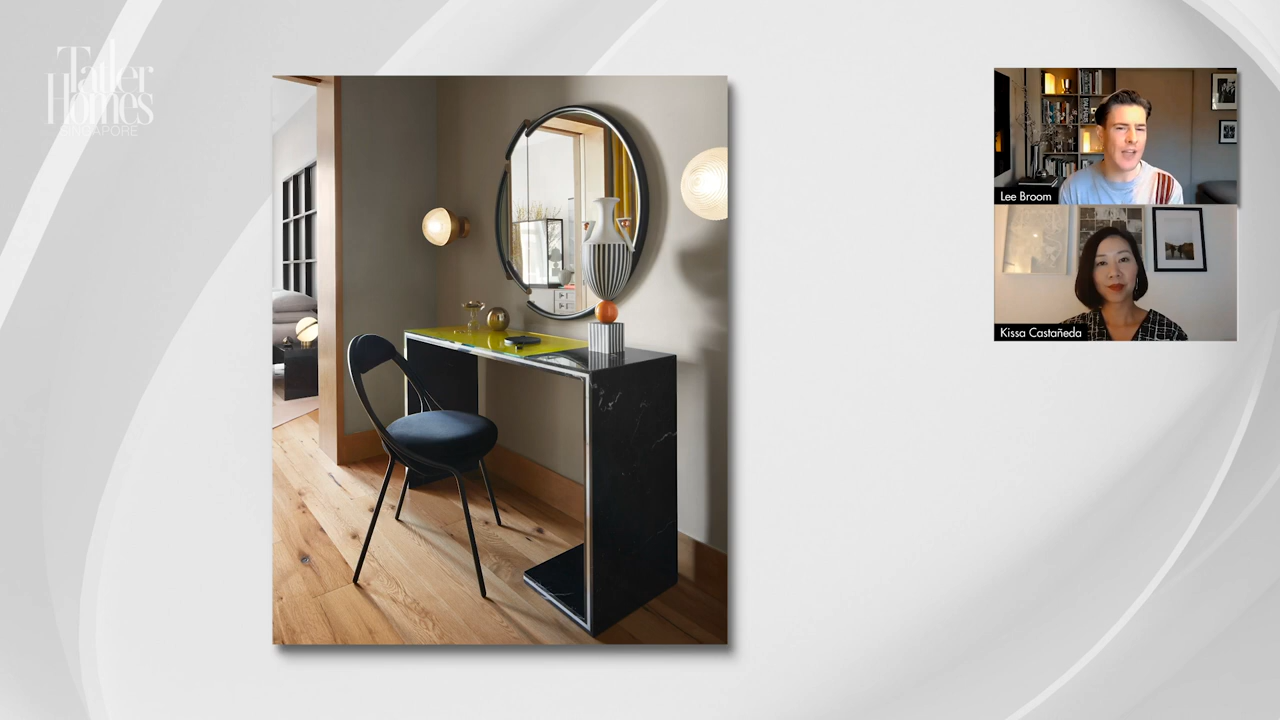 Tatler
Homes
SINGAPORE
Lee Broom
Kissa Castañeda